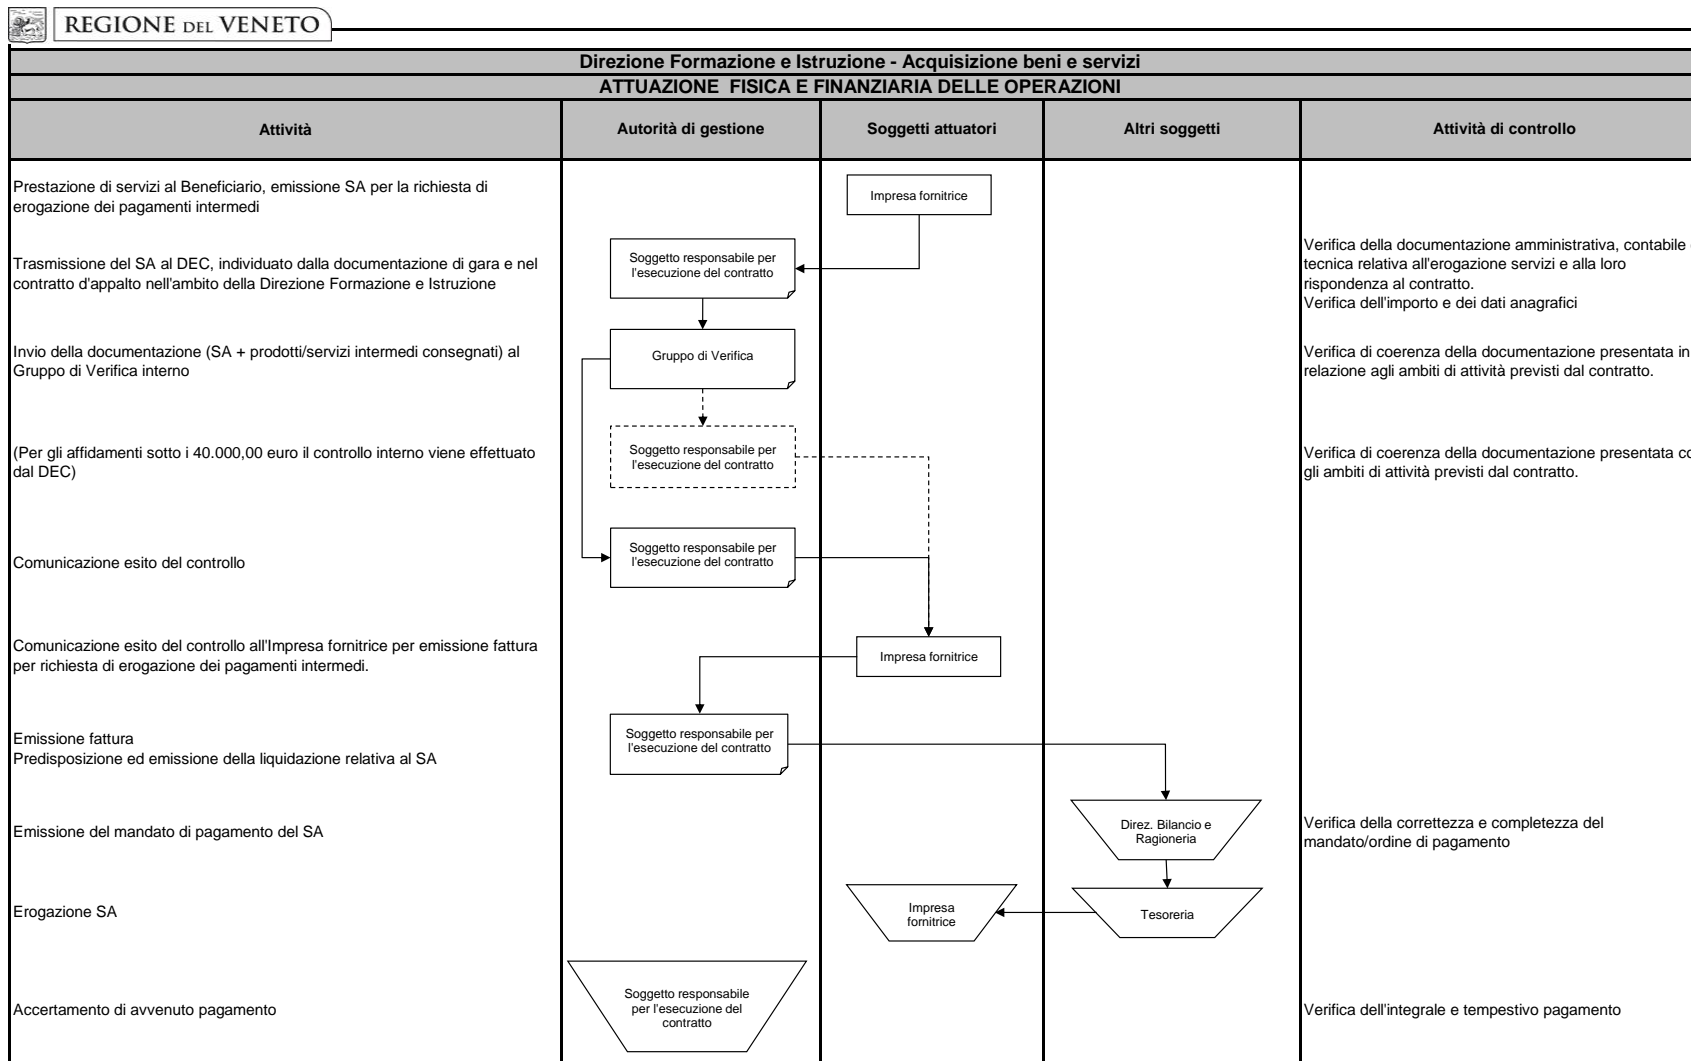 REGIONE DEL VENETO
Direzione Formazione e Istruzione - Acquisizione beni e servizi
ATTUAZIONE FISICA E FINANZIARIA DELLE OPERAZIONI
Attività
Autorità di gestione
Soggetti attuatori
Altri soggetti
Attività di controllo
Prestazione di servizi al Beneficiario, emissione SA per la richiesta di
erogazione dei pagamenti intermedi
Impresa fornitrice
Trasmissione del SA al DEC, individuato dalla documentazione di gara e nel
contratto d'appalto nell'ambito della Direzione Formazione e Istruzione
Soggetto responsabile per
l'esecuzione del contratto
Verifica della documentazione amministrativa, contabile
tecnica relativa all'erogazione servizi e alla loro
rispondenza al contratto.
Verifica dell'importo e dei dati anagrafici
Invio della documentazione (SA + prodotti/servizi intermedi consegnati) al
Gruppo di Verifica interno
Gruppo di Verifica
Verifica di coerenza della documentazione presentata in
relazione agli ambiti di attività previsti dal contratto.
(Per gli affidamenti sotto i 40.000,00 euro il controllo interno viene effettuato
dal DEC)
Soggetto responsabile per
l'esecuzione del contratto
Verifica di coerenza della documentazione presentata co
gli ambiti di attività previsti dal contratto.
Comunicazione esito del controllo
Soggetto responsabile per
l'esecuzione del contratto
Comunicazione esito del controllo all'Impresa fornitrice per emissione fattura
per richiesta di erogazione dei pagamenti intermedi.
Impresa fornitrice
Emissione fattura
Predisposizione ed emissione della liquidazione relativa al SA
Soggetto responsabile per
l'esecuzione del contratto
Emissione del mandato di pagamento del SA
Direz. Bilancio e
Ragioneria
Verifica della correttezza e completezza del
mandato/ordine di pagamento
Erogazione SA
Impresa
fornitrice
Tesoreria
Accertamento di avvenuto pagamento
Soggetto responsabile
per l'esecuzione del
contratto
Verifica dell'integrale e tempestivo pagamento